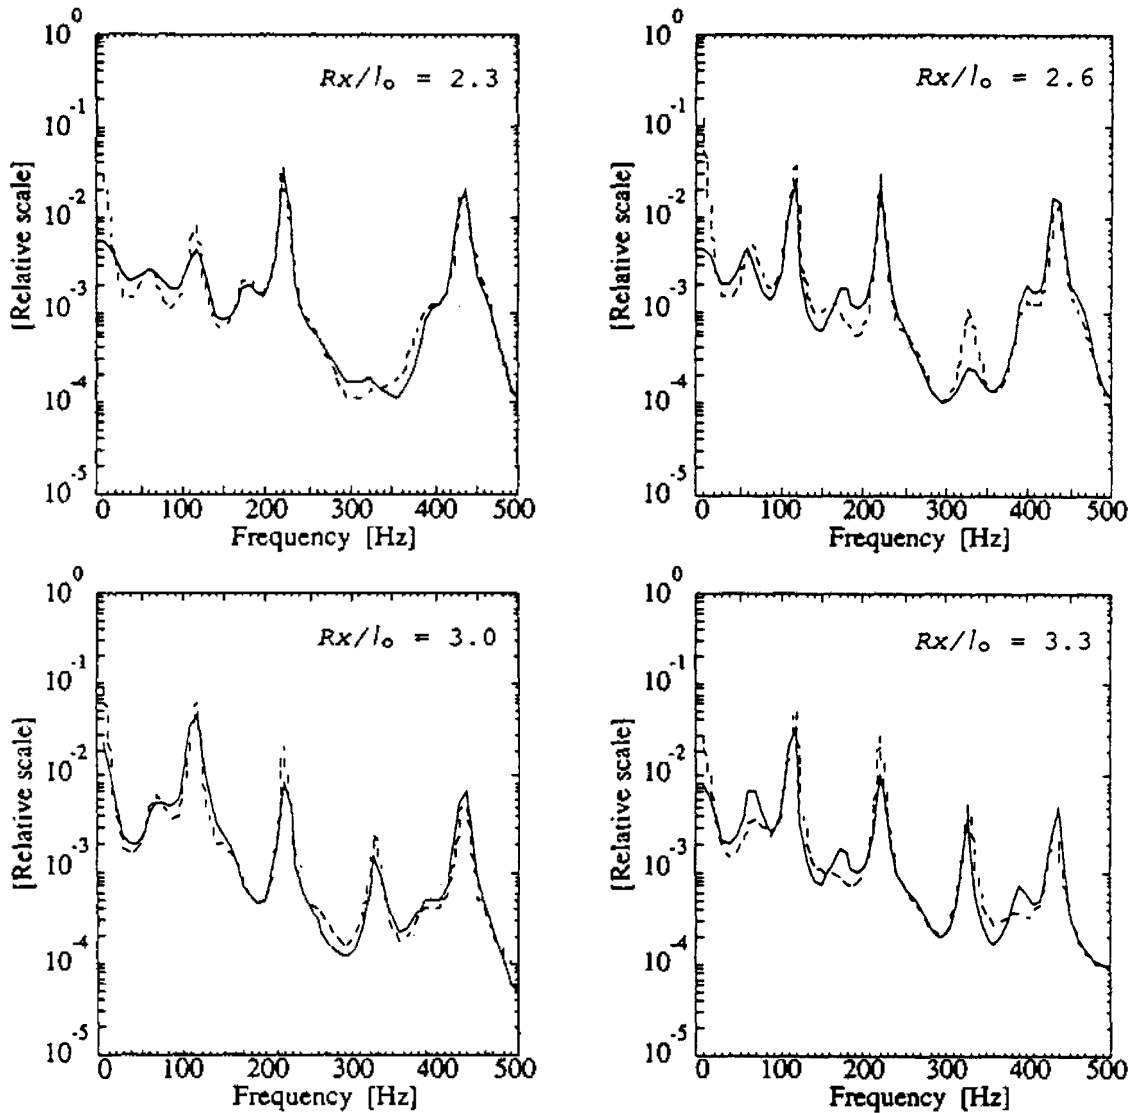 10^0
Rx/l₀ = 2.3
10^-1
10^-2
10^-3
10^-4
10^-5
[Relative scale]
0 100 200 300 400 500
Frequency [Hz]
10^0
Rx/l₀ = 2.6
10^-1
10^-2
10^-3
10^-4
10^-5
[Relative scale]
0 100 200 300 400 500
Frequency [Hz]
10^0
Rx/l₀ = 3.0
10^-1
10^-2
10^-3
10^-4
10^-5
[Relative scale]
0 100 200 300 400 500
Frequency [Hz]
10^0
Rx/l₀ = 3.3
10^-1
10^-2
10^-3
10^-4
10^-5
[Relative scale]
0 100 200 300 400 500
Frequency [Hz]